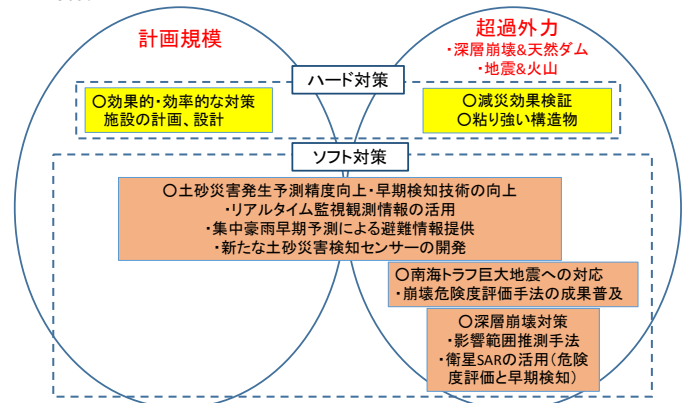 計画規模
超過外力
・深層崩壊&天然ダム
・地震&火山
ハード対策
〇効果的・効率的な対策
施設の計画、設計
〇減災効果検証
〇粘り強い構造物
ソフト対策
〇土砂災害発生予測精度向上・早期検知技術の向上
・リアルタイム監視観測情報の活用
・集中豪雨早期予測による避難情報提供
・新たな土砂災害検知センサーの開発
〇南海トラフ巨大地震への対応
・崩壊危険度評価手法の成果普及
〇深層崩壊対策
・影響範囲推測手法
・衛星SARの活用(危険
度評価と早期検知)